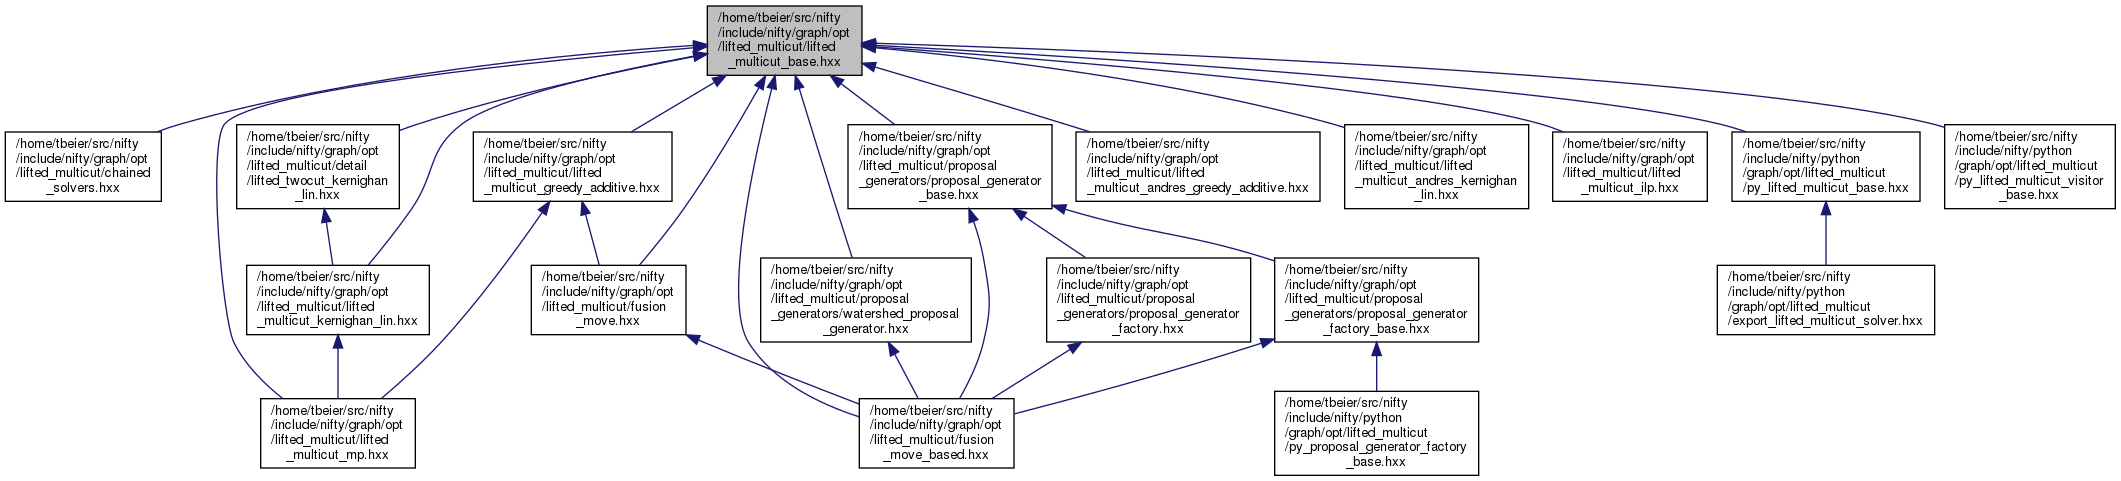 /home/tbeier/src/nifty
/include/nifty/graph/opt
/lifted_multicut/lifted
_multicut_base.hxx
/home/tbeier/src/nifty
/include/nifty/graph/opt
/lifted_multicut/chained
_solvers.hxx
/home/tbeier/src/nifty
/include/nifty/graph/opt
/lifted_multicut/detail
/lifted_twocut_kernighan
_lin.hxx
/home/tbeier/src/nifty
/include/nifty/graph/opt
/lifted_multicut/lifted
_multicut_greedy_additive.hxx
/home/tbeier/src/nifty
/include/nifty/graph/opt
/lifted_multicut/proposal
_generators/proposal_generator
_base.hxx
/home/tbeier/src/nifty
/include/nifty/graph/opt
/lifted_multicut/lifted
_multicut_andres_greedy_additive.hxx
/home/tbeier/src/nifty
/include/nifty/graph/opt
/lifted_multicut/lifted
_multicut_andres_kernighan
_lin.hxx
/home/tbeier/src/nifty
/include/nifty/graph/opt
/lifted_multicut/lifted
_multicut_ilp.hxx
/home/tbeier/src/nifty
/include/nifty/python
/graph/opt/lifted_multicut
/py_lifted_multicut_base.hxx
/home/tbeier/src/nifty
/include/nifty/python
/graph/opt/lifted_multicut
/py_lifted_multicut_visitor
_base.hxx
/home/tbeier/src/nifty
/include/nifty/graph/opt
/lifted_multicut/lifted
_multicut_kernighan_lin.hxx
/home/tbeier/src/nifty
/include/nifty/graph/opt
/lifted_multicut/fusion
_move.hxx
/home/tbeier/src/nifty
/include/nifty/graph/opt
/lifted_multicut/proposal
_generators/watershed_proposal
_generator.hxx
/home/tbeier/src/nifty
/include/nifty/graph/opt
/lifted_multicut/proposal
_generators/proposal_generator
_factory.hxx
/home/tbeier/src/nifty
/include/nifty/graph/opt
/lifted_multicut/proposal
_generators/proposal_generator
_factory_base.hxx
/home/tbeier/src/nifty
/include/nifty/python
/graph/opt/lifted_multicut
/export_lifted_multicut_solver.hxx
/home/tbeier/src/nifty
/include/nifty/graph/opt
/lifted_multicut/lifted
_multicut_mp.hxx
/home/tbeier/src/nifty
/include/nifty/graph/opt
/lifted_multicut/fusion
_move_based.hxx
/home/tbeier/src/nifty
/include/nifty/python
/graph/opt/lifted_multicut
/py_proposal_generator_factory
_base.hxx